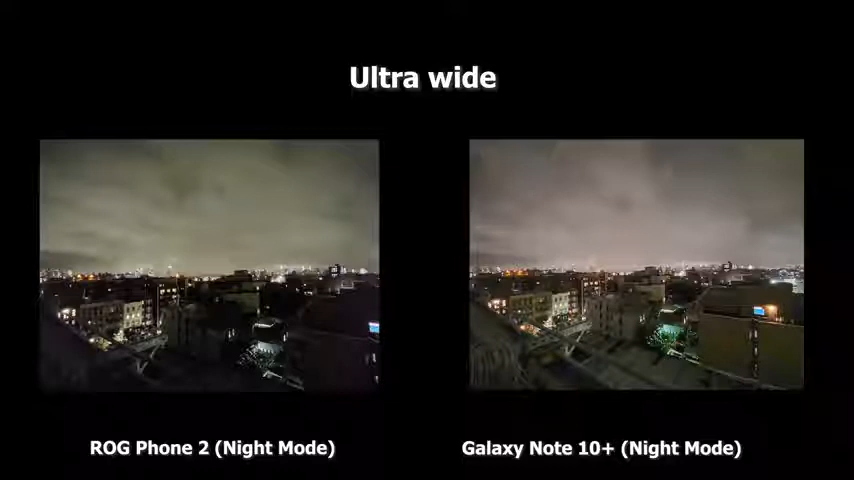 Ultra wide
ROG Phone 2 (Night Mode)
Galaxy Note 10+ (Night Mode)